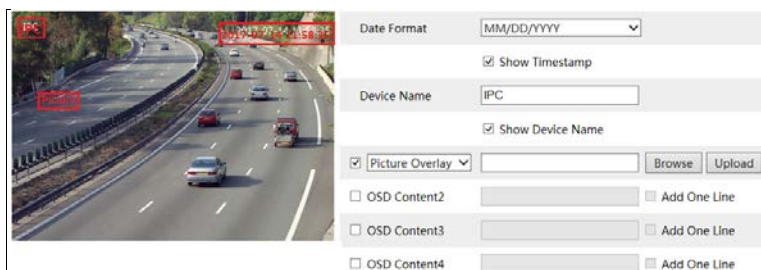 IPC
2017-07-14 11:58:35
Picture
Date Format MM/DD/YYYY
Show Timestamp
Device Name IPC
Show Device Name
Picture Overlay Browse Upload
OSD Content2 Add One Line
OSD Content3 Add One Line
OSD Content4 Add One Line